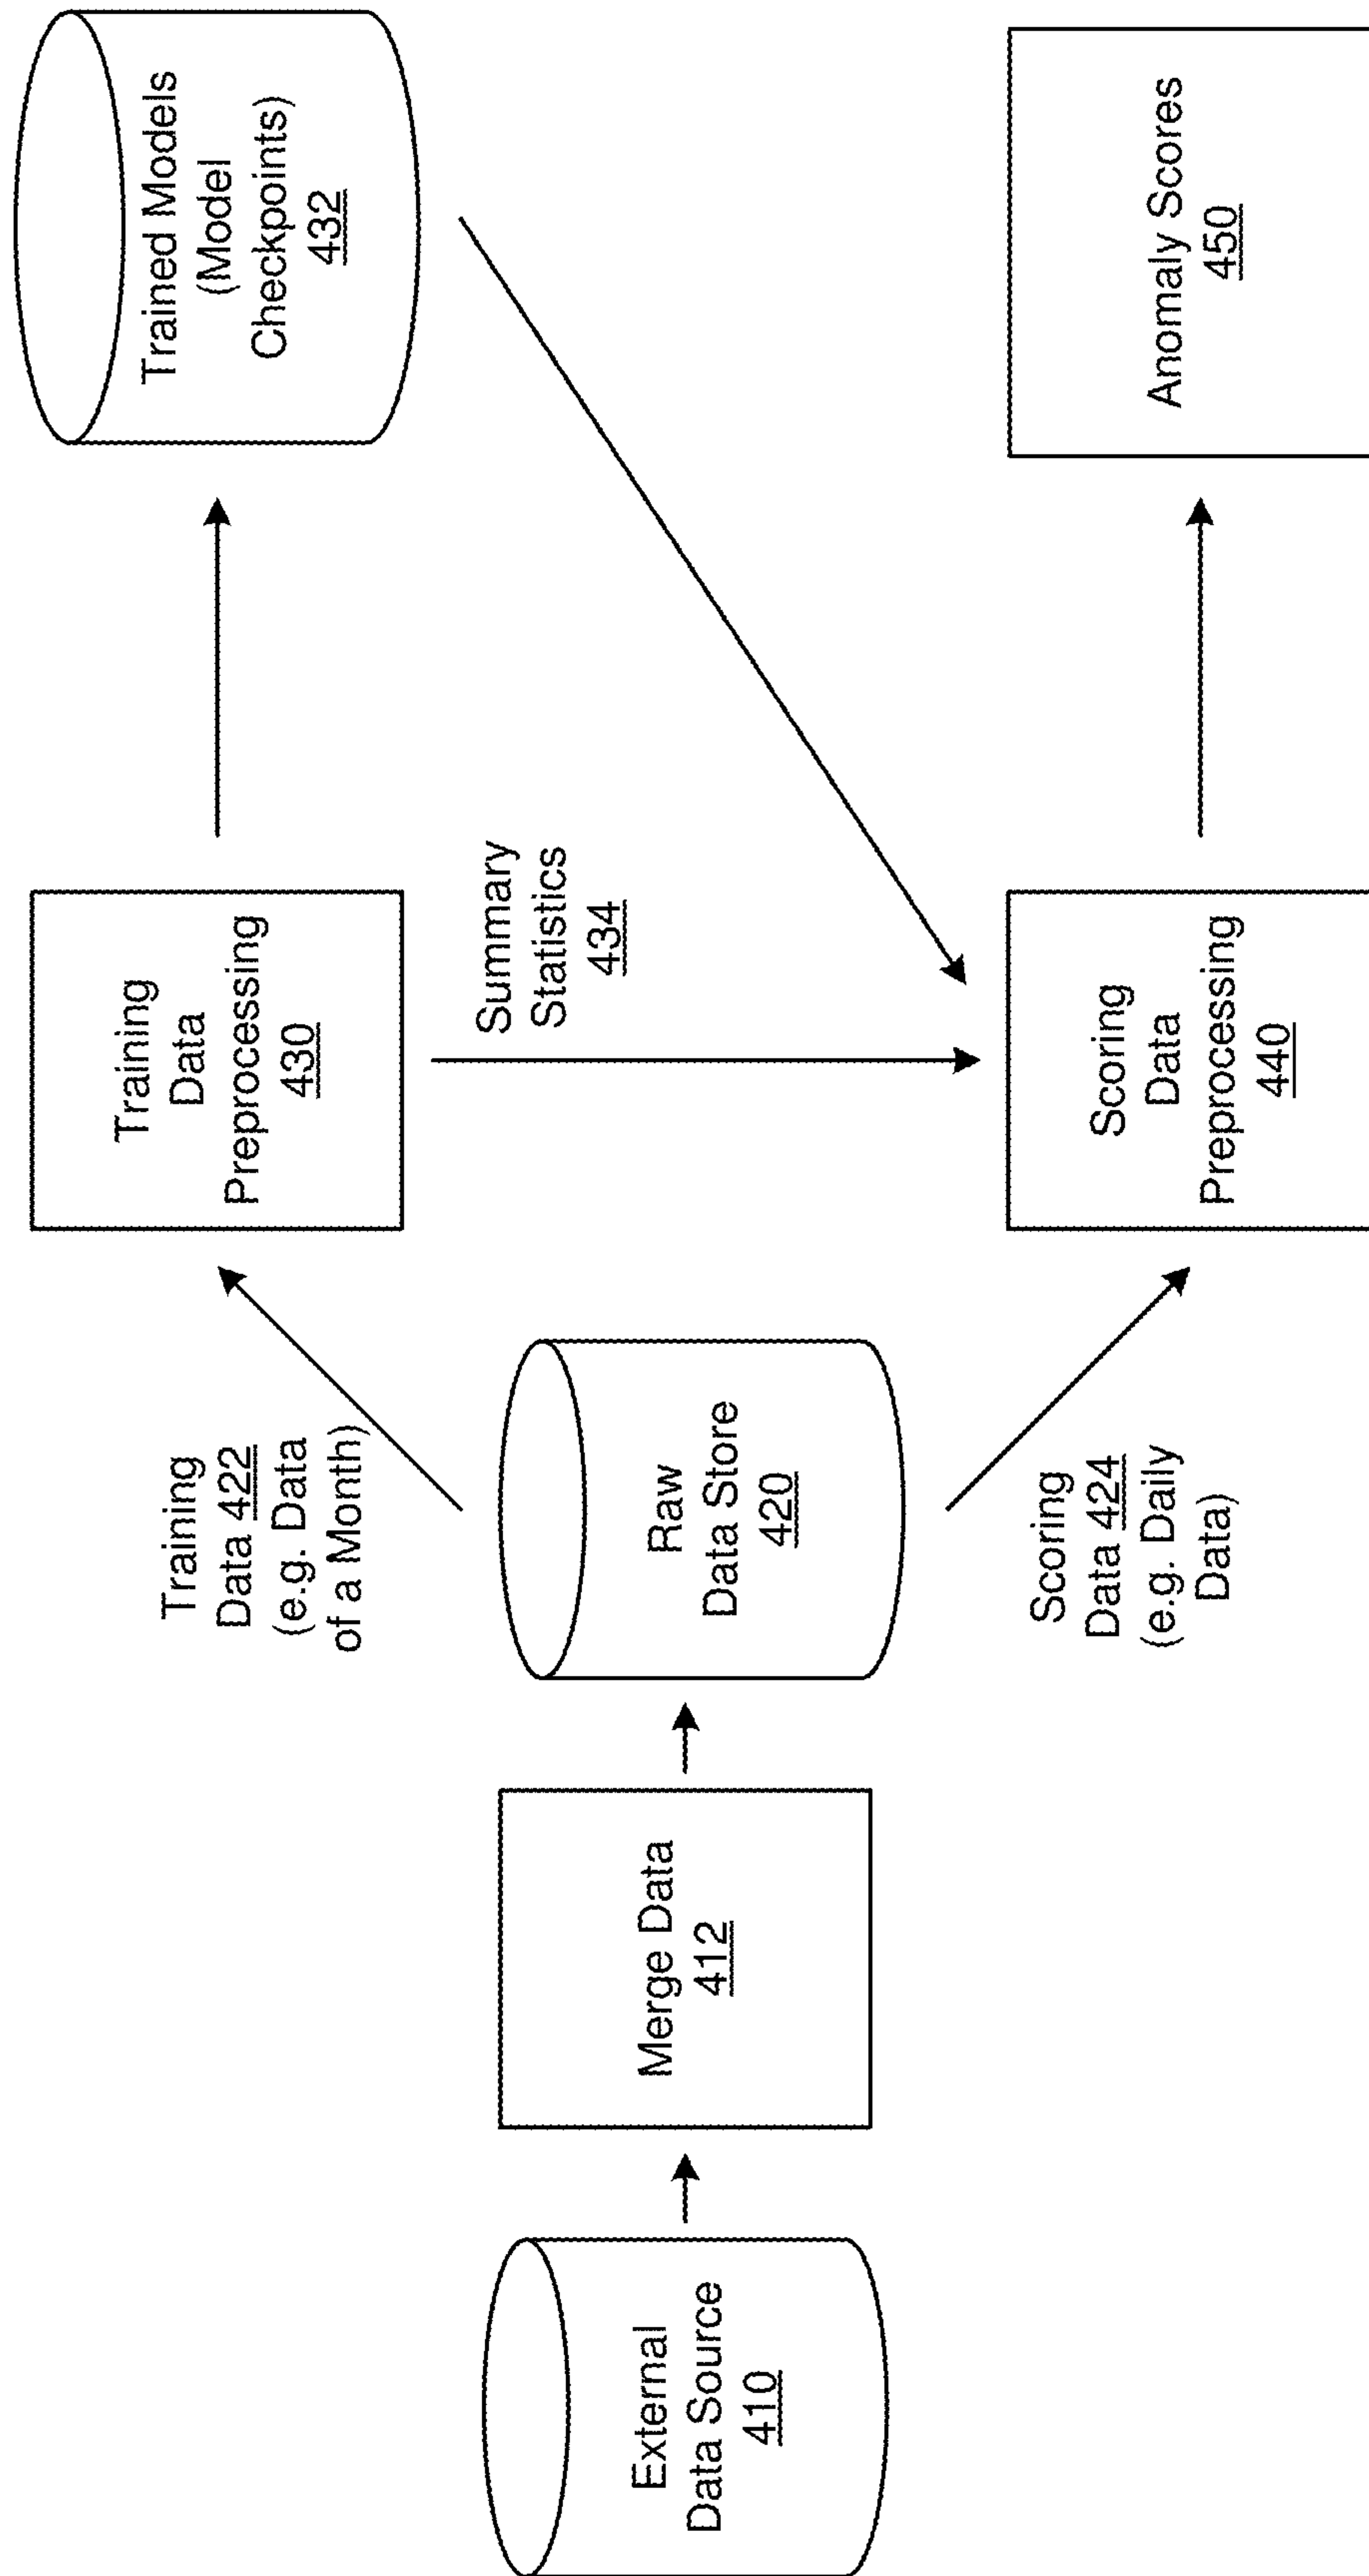 External
Data Source
410
Merge Data
412
Raw
Data Store
420
Training
Data 422
(e.g. Data
of a Month)
Scoring
Data 424
(e.g. Daily
Data)
Training
Data
Preprocessing
430
Summary
Statistics
434
Scoring
Data
Preprocessing
440
Trained Models
(Model
Checkpoints)
432
Anomaly Scores
450